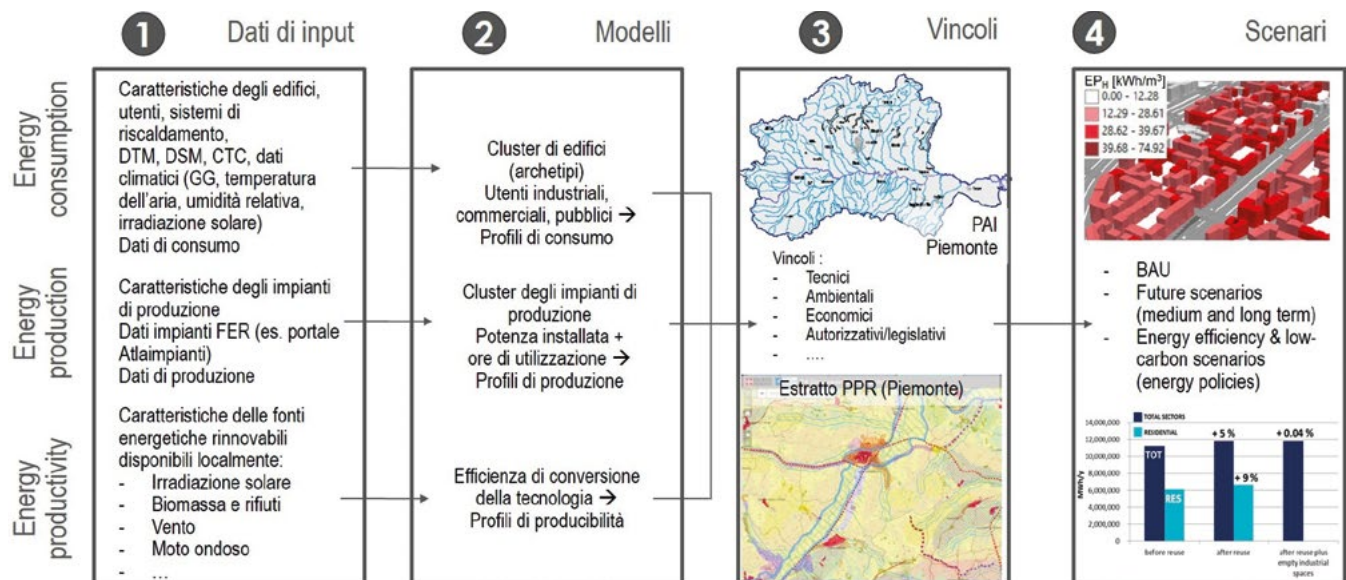 1 Dati di input
2 Modelli
3 Vincoli
4 Scenari
Energy
consumption
Energy
production
Energy
productivity
Caratteristiche degli edifici,
utenti, sistemi di
riscaldamento,
DTM, DSM, CTC, dati
climatici (GG, temperatura
dell'aria, umidità relativa,
irradiazione solare)
Dati di consumo
Caratteristiche degli impianti
di produzione
Dati impianti FER (es. portale
Atlaimpianti)
Dati di produzione
Caratteristiche delle fonti
energetiche rinnovabili
disponibili localmente:
- Irradiazione solare
- Biomassa e rifiuti
- Vento
- Moto ondoso
- ...
Cluster di edifici
(archetipi)
Utenti industriali,
commerciali, pubblici →
Profili di consumo
Cluster degli impianti di
produzione
Potenza installata +
ore di utilizzazione →
Profili di produzione
Efficienza di conversione
della tecnologia →
Profili di producibilità
PAI
Piemonte
Vincoli :
- Tecnici
- Ambientali
- Economici
- Autorizzativi/legislativi
- ....
Estratto PPR (Piemonte)
EPH [kWh/m³]
0.00 - 12.28
12.29 - 28.61
28.62 - 39.67
39.68 - 74.92
- BAU
- Future scenarios
(medium and long term)
- Energy efficiency & low-
carbon scenarios
(energy policies)
TOTAL SECTORS
RESIDENTIAL
+ 5 %
+ 0.04 %
+ 9 %
TOT
RES
MWh/y
14,000,000
12,000,000
10,000,000
8,000,000
6,000,000
4,000,000
2,000,000
0
before reuse
after reuse
after reuse plus
empty industrial
spaces